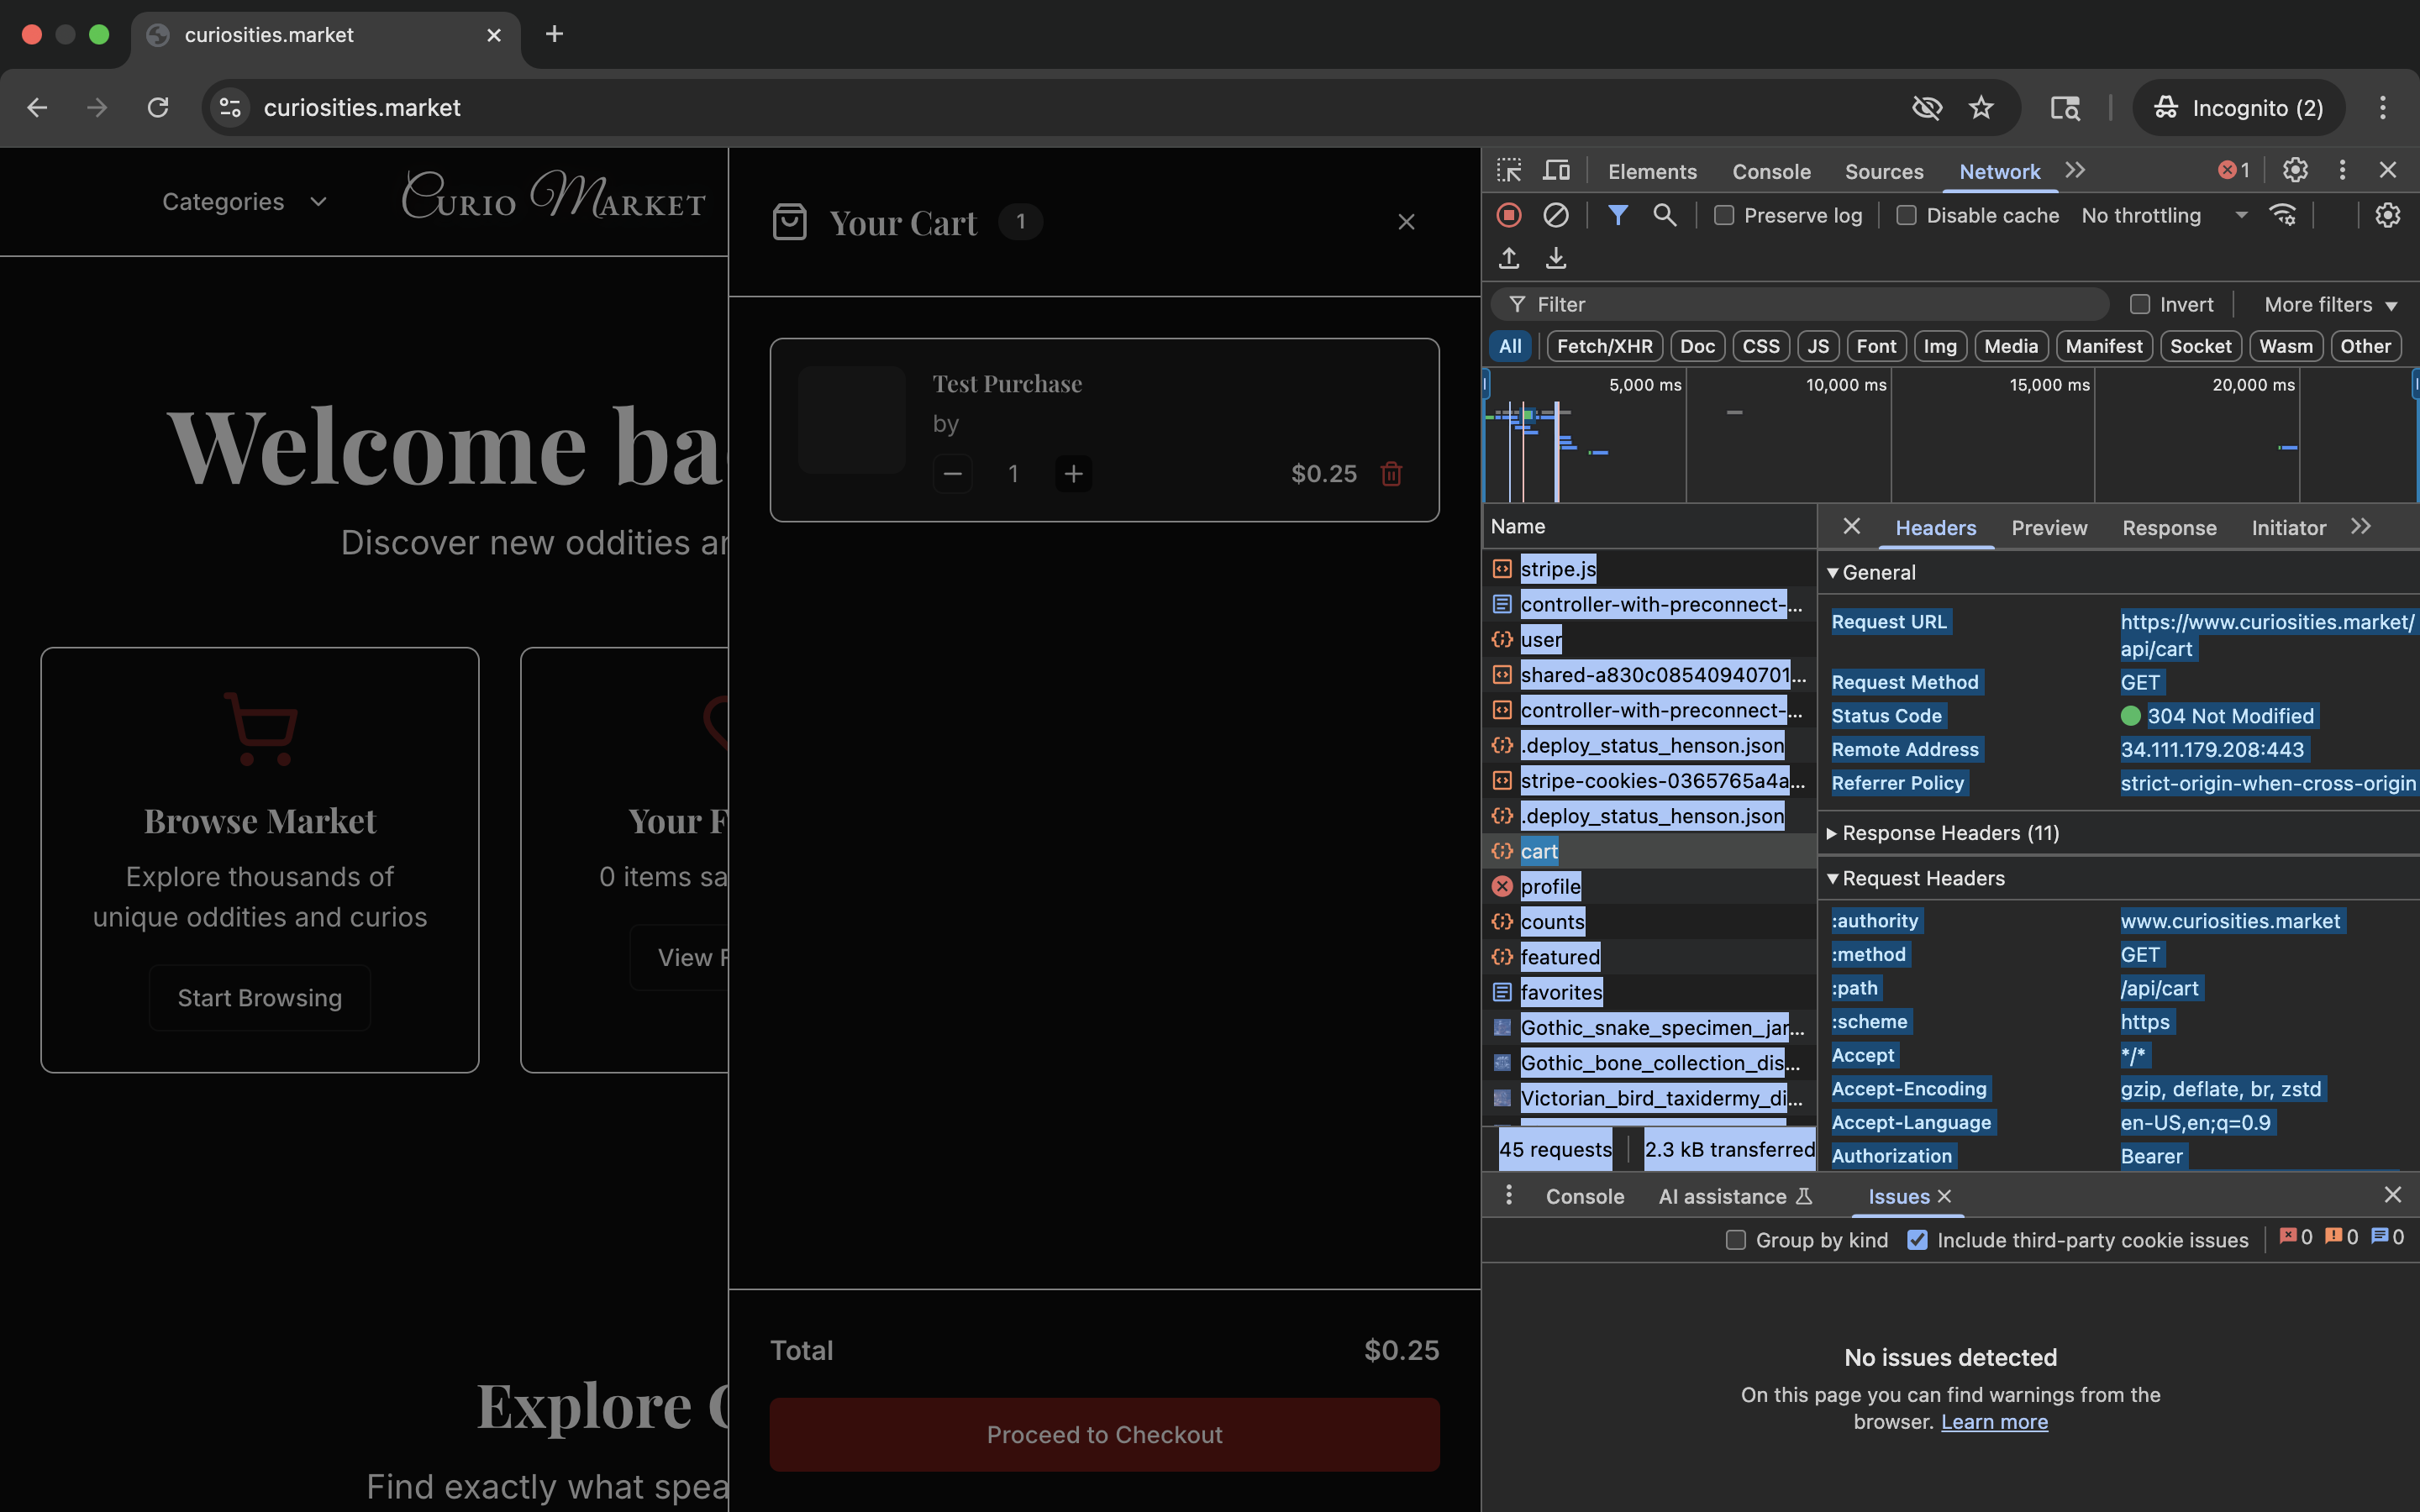 curiosities.market
curiosities.market
Incognito (2)
Categories
Curio Market
Welcome ba
Discover new oddities ar
Browse Market
Explore thousands of
unique oddities and curios
Start Browsing
Your F
0 items sa
View F
Explore
Find exactly what spea
Your Cart 1
Test Purchase
by
1
$0.25
Total $0.25
Proceed to Checkout
Elements Console Sources Network 1
Preserve log Disable cache No throttling
Filter Invert More filters
All Fetch/XHR Doc CSS JS Font Img Media Manifest Socket Wasm Other
5,000 ms 10,000 ms 15,000 ms 20,000 ms
Name
stripe.js
controller-with-preconnect-...
user
shared-a830c08540940701...
controller-with-preconnect-...
.deploy_status_henson.json
stripe-cookies-0365765a4a...
.deploy_status_henson.json
cart
profile
counts
featured
favorites
Gothic_snake_specimen_jar...
Gothic_bone_collection_dis...
Victorian_bird_taxidermy_di...
45 requests 2.3 kB transferred
Headers Preview Response Initiator
General
Request URL https://www.curiosities.market/
api/cart
Request Method GET
Status Code 304 Not Modified
Remote Address 34.111.179.208:443
Referrer Policy strict-origin-when-cross-origin
Response Headers (11)
Request Headers
:authority www.curiosities.market
:method GET
:path /api/cart
:scheme https
Accept */*
Accept-Encoding gzip, deflate, br, zstd
Accept-Language en-US,en;q=0.9
Authorization Bearer
Console AI assistance Issues
Group by kind Include third-party cookie issues 0 0 0
No issues detected
On this page you can find warnings from the
browser. Learn more